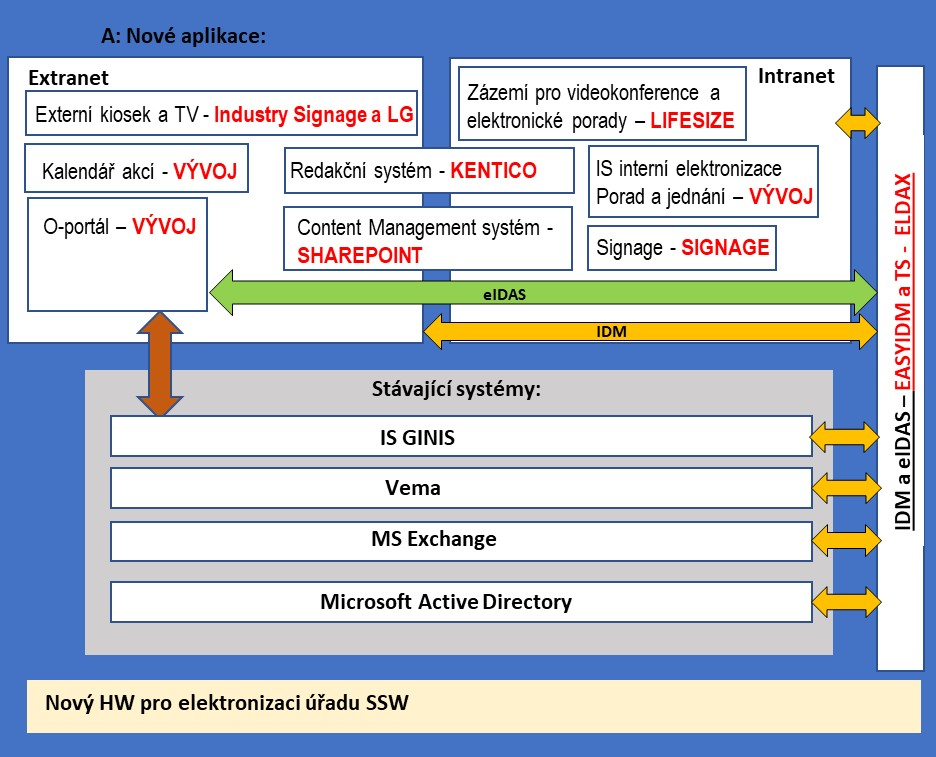 A: Nové aplikace:
Extranet
Externí kiosek a TV - Industry Signage a LG
Kalendář akcí - VÝVOJ
O-portál – VÝVOJ
Redakční systém - KENTICO
Content Management systém -
SHAREPOINT
Intranet
Zázemí pro videokonference a
elektronické porady – LIFESIZE
IS interní elektronizace
Porad a jednání – VÝVOJ
Signage - SIGNAGE
eIDAS
IDM
IDM a eIDAS – EASYIDM a TS - ELDAX
Stávající systémy:
IS GINIS
Vema
MS Exchange
Microsoft Active Directory
Nový HW pro elektronizaci úřadu SSW